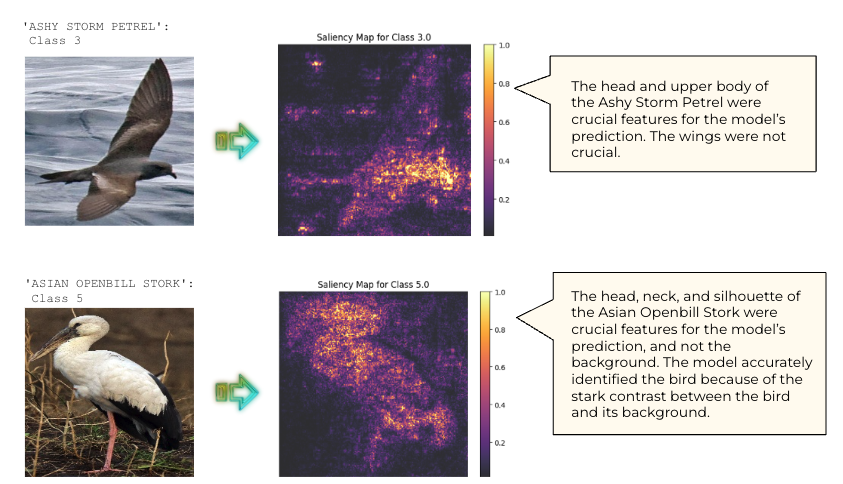 'ASHY STORM PETREL':
Class 3
Saliency Map for Class 3.0
1.0
0.8
0.6
0.4
0.2
The head and upper body of
the Ashy Storm Petrel were
crucial features for the model's
prediction. The wings were not
crucial.
'ASIAN OPENBILL STORK':
Class 5
Saliency Map for Class 5.0
1.0
0.8
0.6
0.4
0.2
The head, neck, and silhouette of
the Asian Openbill Stork were
crucial features for the model's
prediction, and not the
background. The model accurately
identified the bird because of the
stark contrast between the bird
and its background.